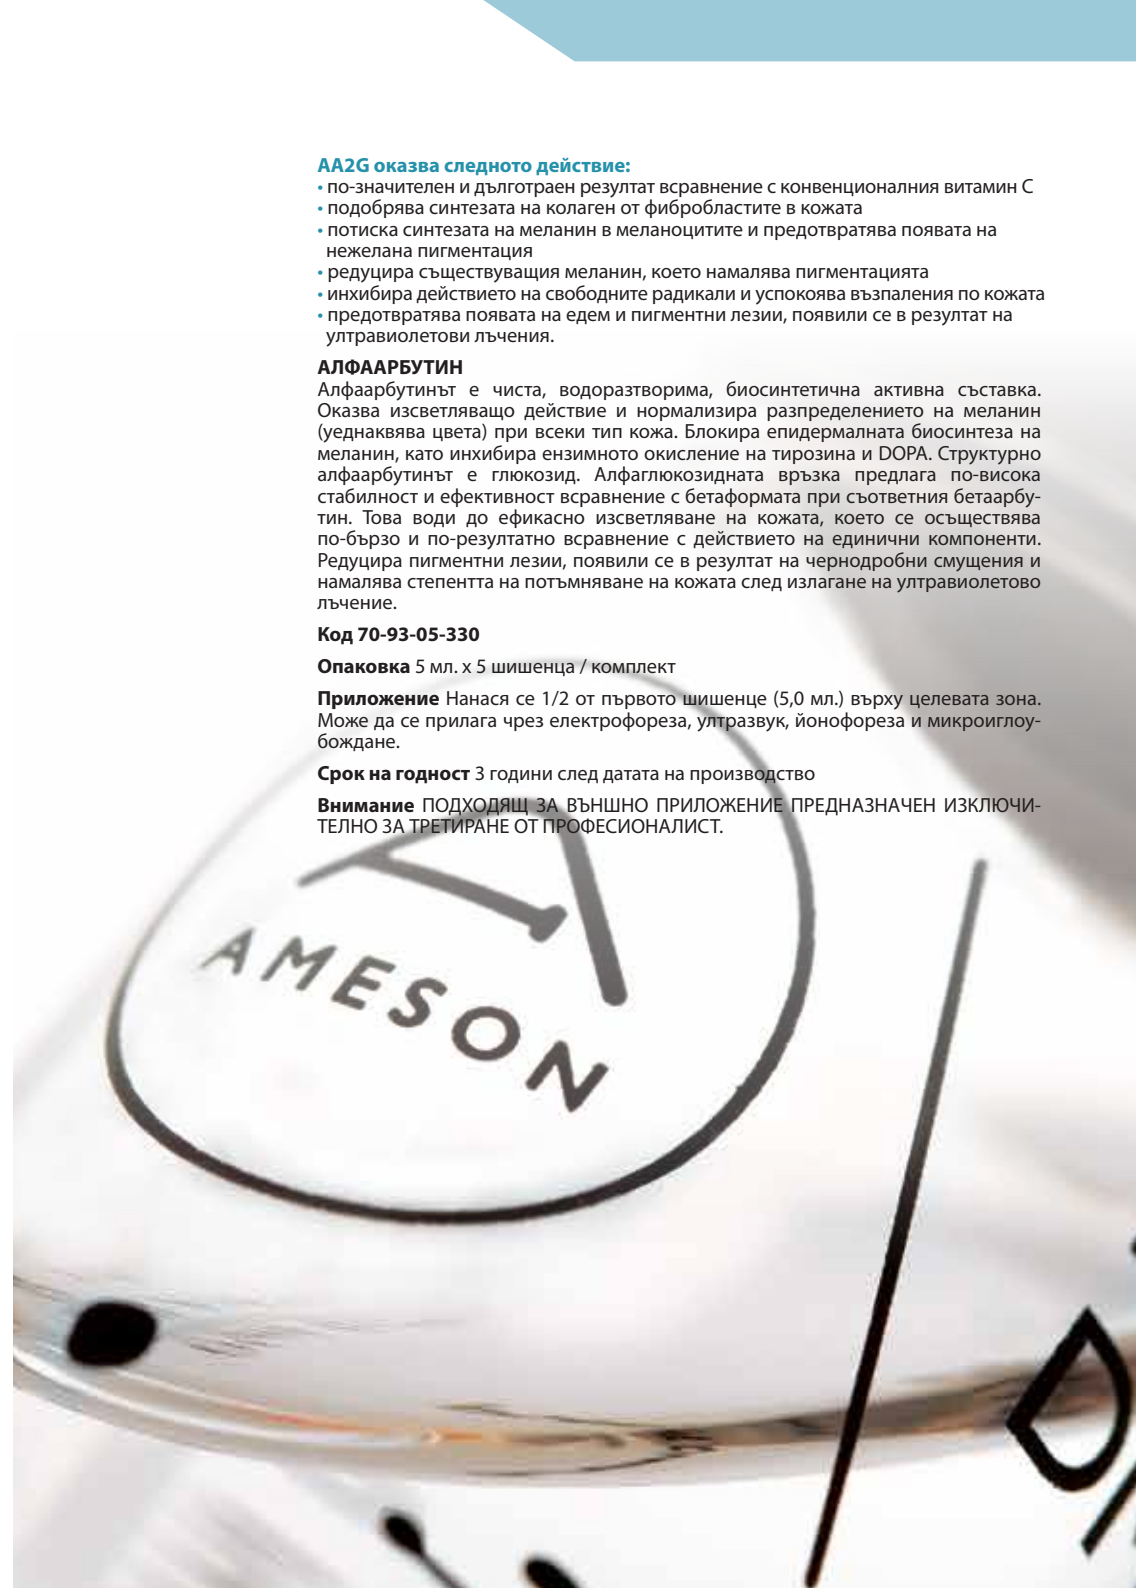 AA2G оказва следното действие:
• по-значителен и дълготраен резултат всравнение с конвенционалния витамин С
• подобрява синтезата на колаген от фибробластите в кожата
• потиска синтезата на меланин в меланоцитите и предотвратява появата на
нежелана пигментация
• редуцира съществуващия меланин, което намалява пигментацията
• инхибира действието на свободните радикали и успокоява възпаления по кожата
• предотвратява появата на едем и пигментни лезии, появили се в резултат на
ултравиолетови лъчения.
АЛФААРБУТИН
Алфаарбутинът е чиста, водоразтворима, биосинтетична активна съставка.
Оказва изсветляващо действие и нормализира разпределението на меланин
(уеднаквява цвета) при всеки тип кожа. Блокира епидермалната биосинтеза на
меланин, като инхибира ензимното окисление на тирозина и DOPA. Структурно
алфаарбутинът е глюкозид. Алфаглюкозидната връзка предлага по-висока
стабилност и ефективност всравнение с бетаформата при съответния бетаарбу-
тин. Това води до ефикасно изсветляване на кожата, което се осъществява
по-бързо и по-резултатно всравнение с действието на единични компоненти.
Редуцира пигментни лезии, появили се в резултат на чернодробни смущения и
намалява степентта на потъмняване на кожата след излагане на ултравиолетово
лъчение.
Код 70-93-05-330
Опаковка 5 мл. х 5 шишенца / комплект
Приложение Нанася се 1/2 от първото шишенце (5,0 мл.) върху целевата зона.
Може да се прилага чрез електрофореза, ултразвук, йонофореза и микроиглоу-
бождане.
Срок на годност 3 години след датата на производство
Внимание ПОДХОДЯЩ ЗА ВЪНШНО ПРИЛОЖЕНИЕ ПРЕДНАЗНАЧЕН ИЗКЛЮЧИ-
ТЕЛНО ЗА ТРЕТИРАНЕ ОТ ПРОФЕСИОНАЛИСТ.
A
AMESON